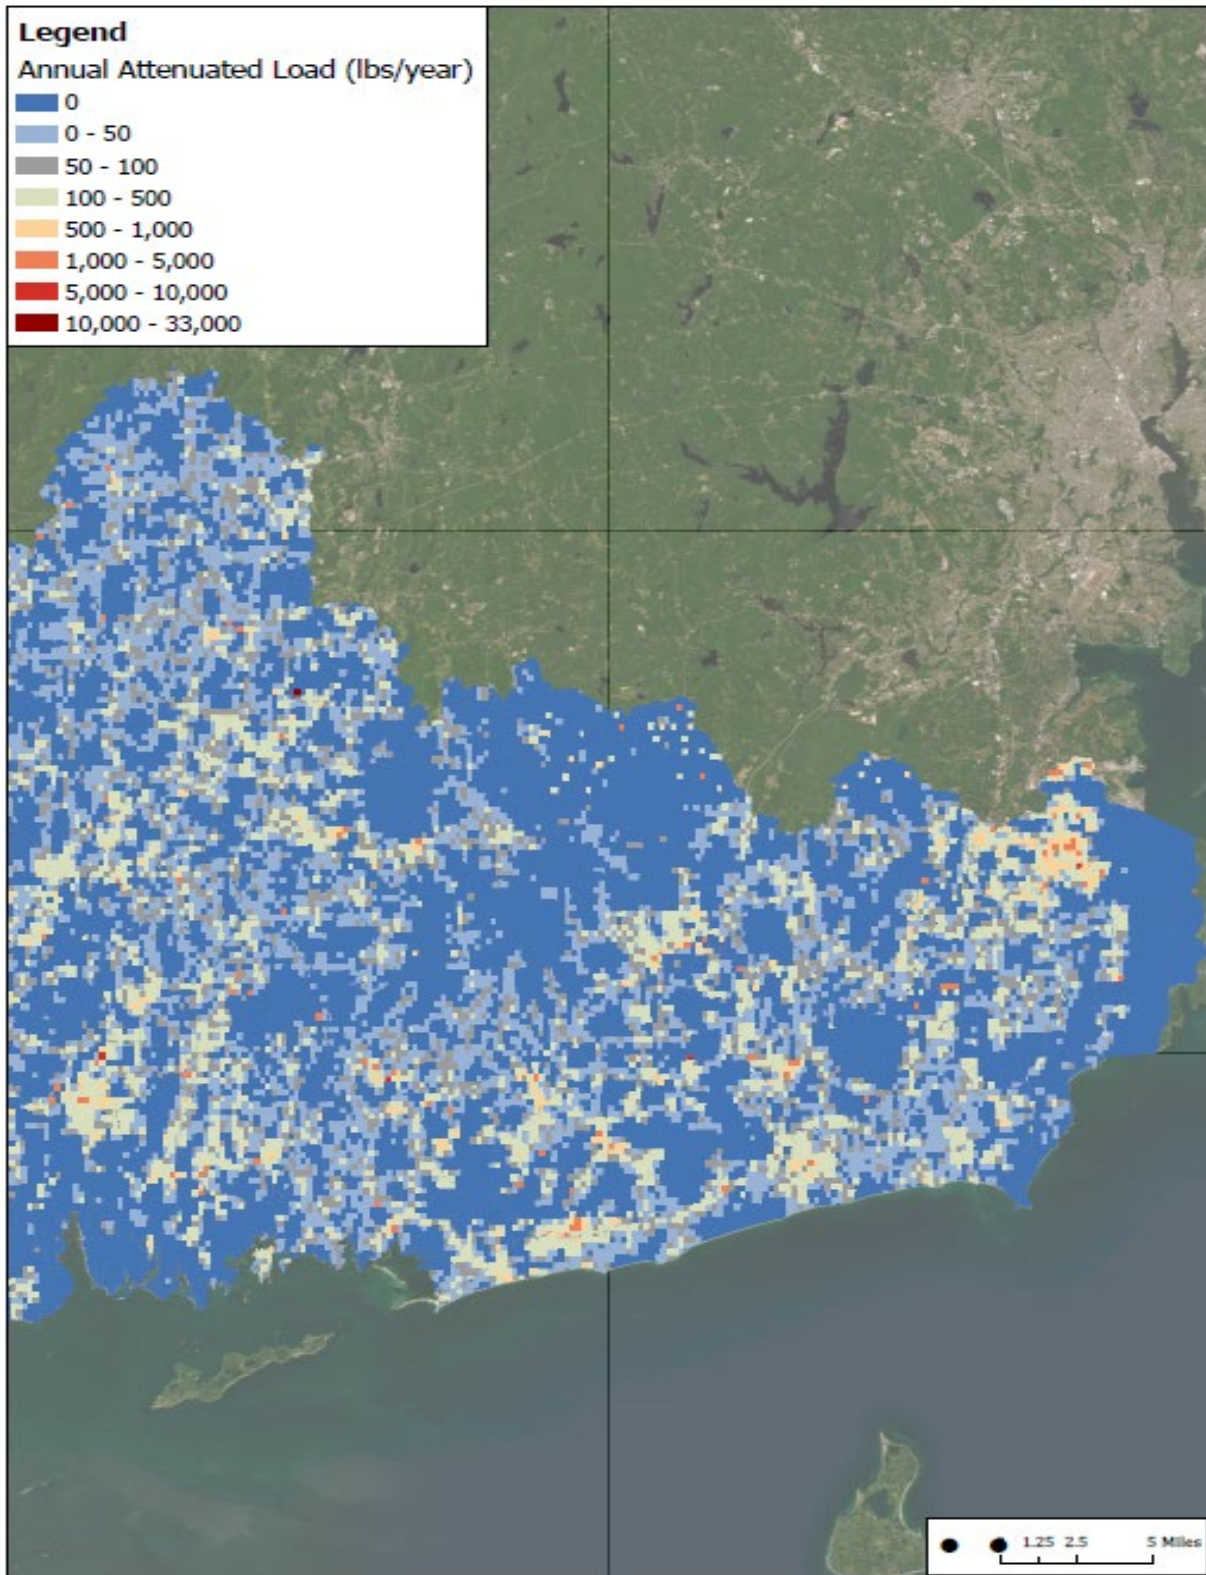 Legend
Annual Attenuated Load (lbs/year)
0
0 - 50
50 - 100
100 - 500
500 - 1,000
1,000 - 5,000
5,000 - 10,000
10,000 - 33,000
1.25 2.5 5 Miles